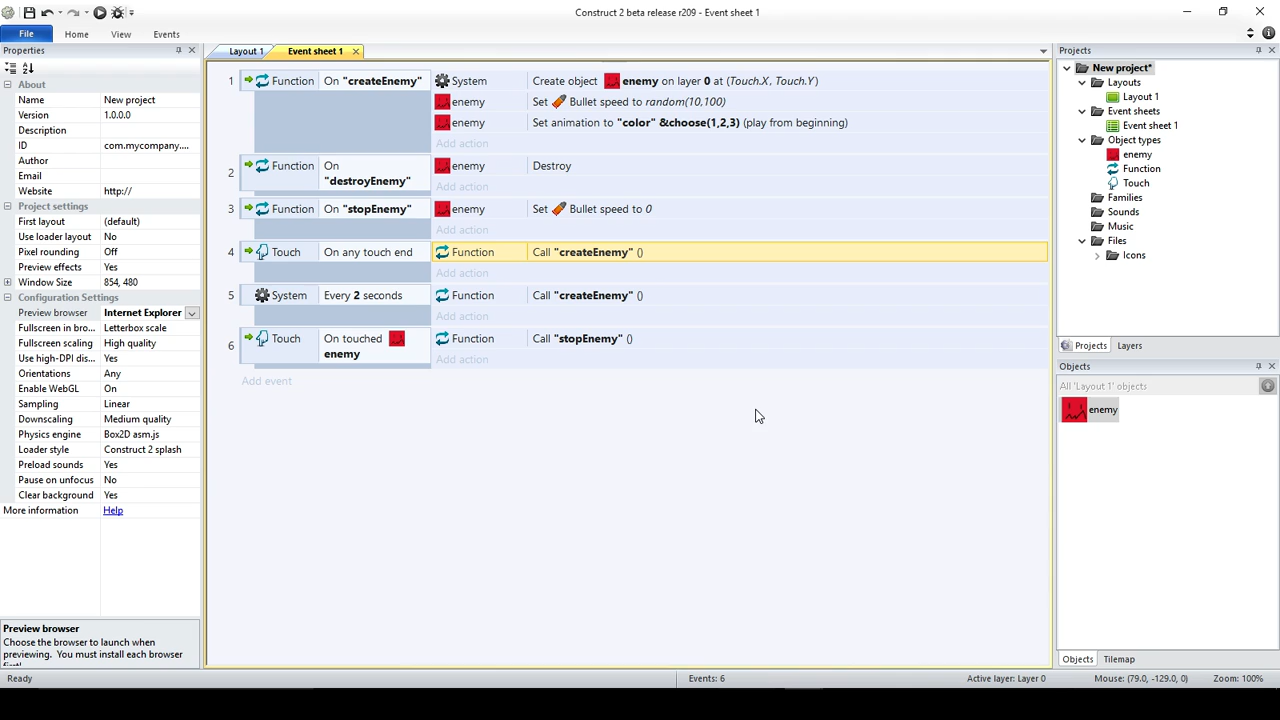 Construct 2 beta release r209 - Event sheet 1
File
Home
View
Events
Properties
About
Name New project
Version 1.0.0.0
Description
ID com.mycompany....
Author
Email
Website http://
Project settings
First layout (default)
Use loader layout No
Pixel rounding Off
Preview effects Yes
Window Size 854, 480
Configuration Settings
Preview browser Internet Explorer
Fullscreen in bro... Letterbox scale
Fullscreen scaling High quality
Use high-DPI dis... Yes
Orientations Any
Enable WebGL On
Sampling Linear
Downscaling Medium quality
Physics engine Box2D asm.js
Loader style Construct 2 splash
Preload sounds Yes
Pause on unfocus No
Clear background Yes
More information Help
Preview browser
Choose the browser to launch when
previewing. You must install each browser
Layout 1
Event sheet 1
1 Function On "createEnemy" System Create object enemy on layer 0 at (Touch.X, Touch.Y)
enemy Set Bullet speed to random(10,100)
enemy Set animation to "color" &choose(1,2,3) (play from beginning)
Add action
2 Function On "destroyEnemy" enemy Destroy
Add action
3 Function On "stopEnemy" enemy Set Bullet speed to 0
Add action
4 Touch On any touch end Function Call "createEnemy" ()
Add action
5 System Every 2 seconds Function Call "createEnemy" ()
Add action
6 Touch On touched enemy Function Call "stopEnemy" ()
Add action
Add event
Projects
New project*
Layouts
Layout 1
Event sheets
Event sheet 1
Object types
enemy
Function
Touch
Families
Sounds
Music
Files
Icons
Projects
Layers
Objects
All 'Layout 1' objects
enemy
Objects
Tilemap
Ready
Events: 6
Active layer: Layer 0
Mouse: (79.0, -129.0, 0)
Zoom: 100%